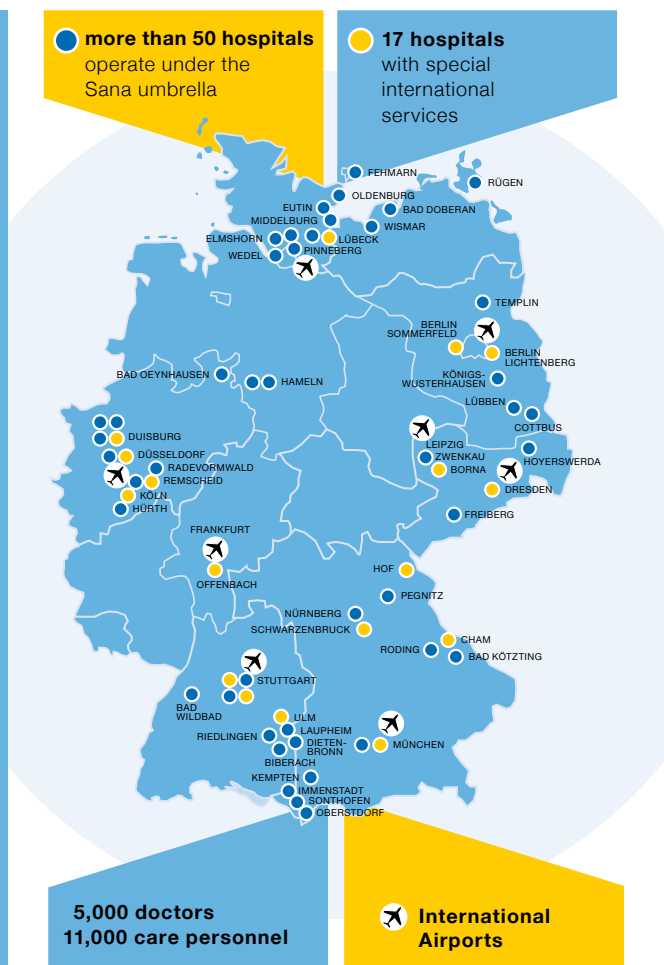 more than 50 hospitals
operate under the
Sana umbrella
17 hospitals
with special
international
services
FEHMARN
RÜGEN
OLDENBURG
EUTIN
BAD DOBERAN
MIDDELBURG
WISMAR
ELMSHORN
LÜBECK
PINNEBERG
WEDEL
TEMPLIN
BERLIN
SOMMERFELD
BERLIN
LICHTENBERG
BAD OEYNHAUSEN
HAMELN
KÖNIGS-
WUSTERHAUSEN
LÜBBEN
COTTBUS
DUISBURG
LEIPZIG
DÜSSELDORF
ZWENKAU
HOYERSWERDA
RADEVORMWALD
BORNA
REMSCHEID
DRESDEN
KÖLN
HÜRTH
FREIBERG
FRANKFURT
OFFENBACH
HOF
PEGNITZ
NÜRNBERG
SCHWARZENBRUCK
CHAM
RODING
BAD KÖTZTING
STUTTGART
BAD
WILDBAD
ULM
LAUPHEIM
RIEDLINGEN
DIETEN-
BRONN
MÜNCHEN
BIBERACH
KEMPTEN
IMMENSTADT
SONTHOFEN
OBERSTDORF
5,000 doctors
11,000 care personnel
International
Airports